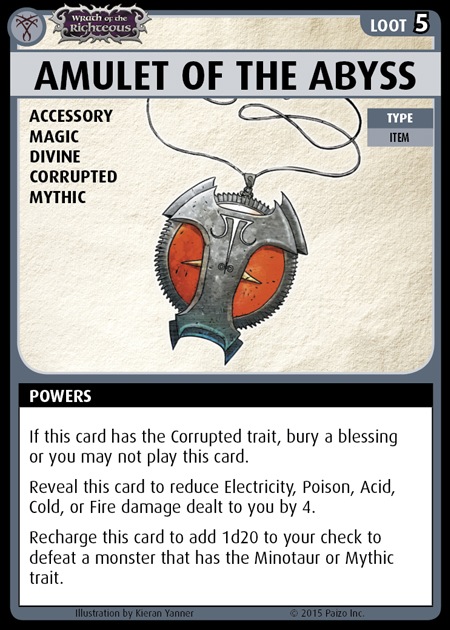 Wrath of the
Righteous
LOOT 5
AMULET OF THE ABYSS
ACCESSORY
MAGIC
DIVINE
CORRUPTED
MYTHIC
TYPE
ITEM
POWERS
If this card has the Corrupted trait, bury a blessing
or you may not play this card.
Reveal this card to reduce Electricity, Poison, Acid,
Cold, or Fire damage dealt to you by 4.
Recharge this card to add 1d20 to your check to
defeat a monster that has the Minotaur or Mythic
trait.
Illustration by Kieran Yanner © 2015 Paizo Inc.